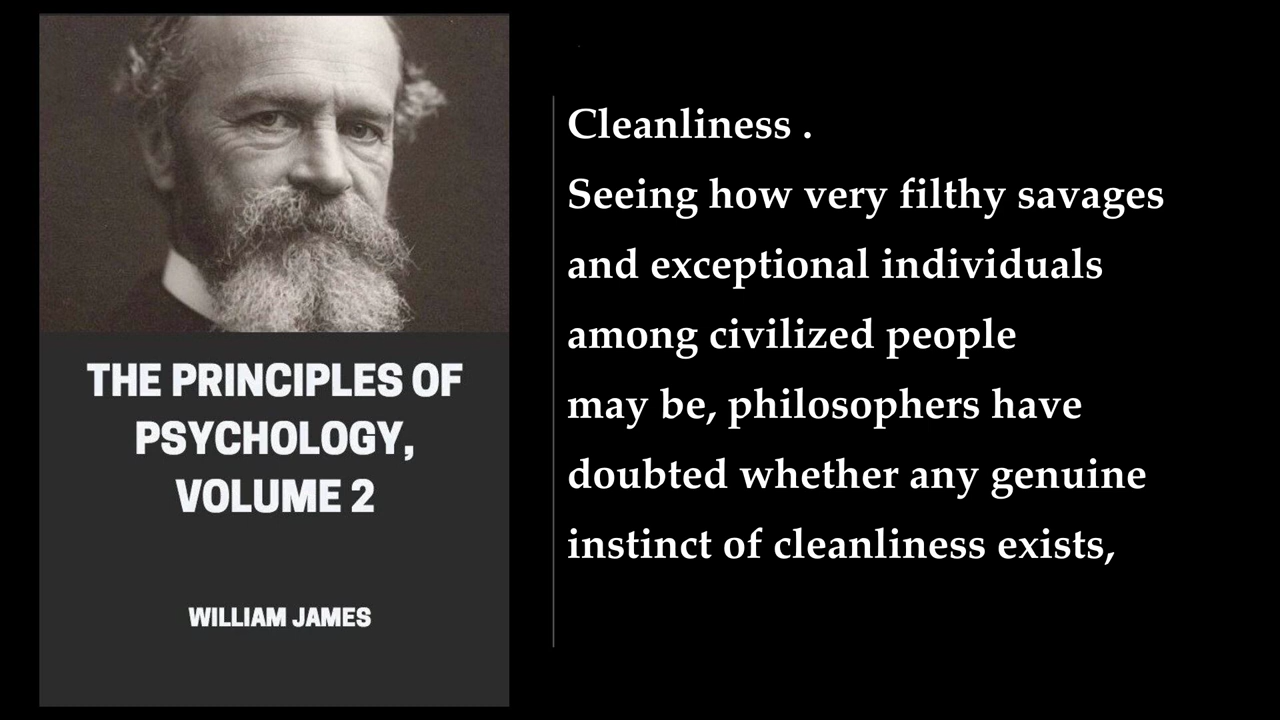 THE PRINCIPLES OF
PSYCHOLOGY,
VOLUME 2
WILLIAM JAMES
Cleanliness .
Seeing how very filthy savages
and exceptional individuals
among civilized people
may be, philosophers have
doubted whether any genuine
instinct of cleanliness exists,